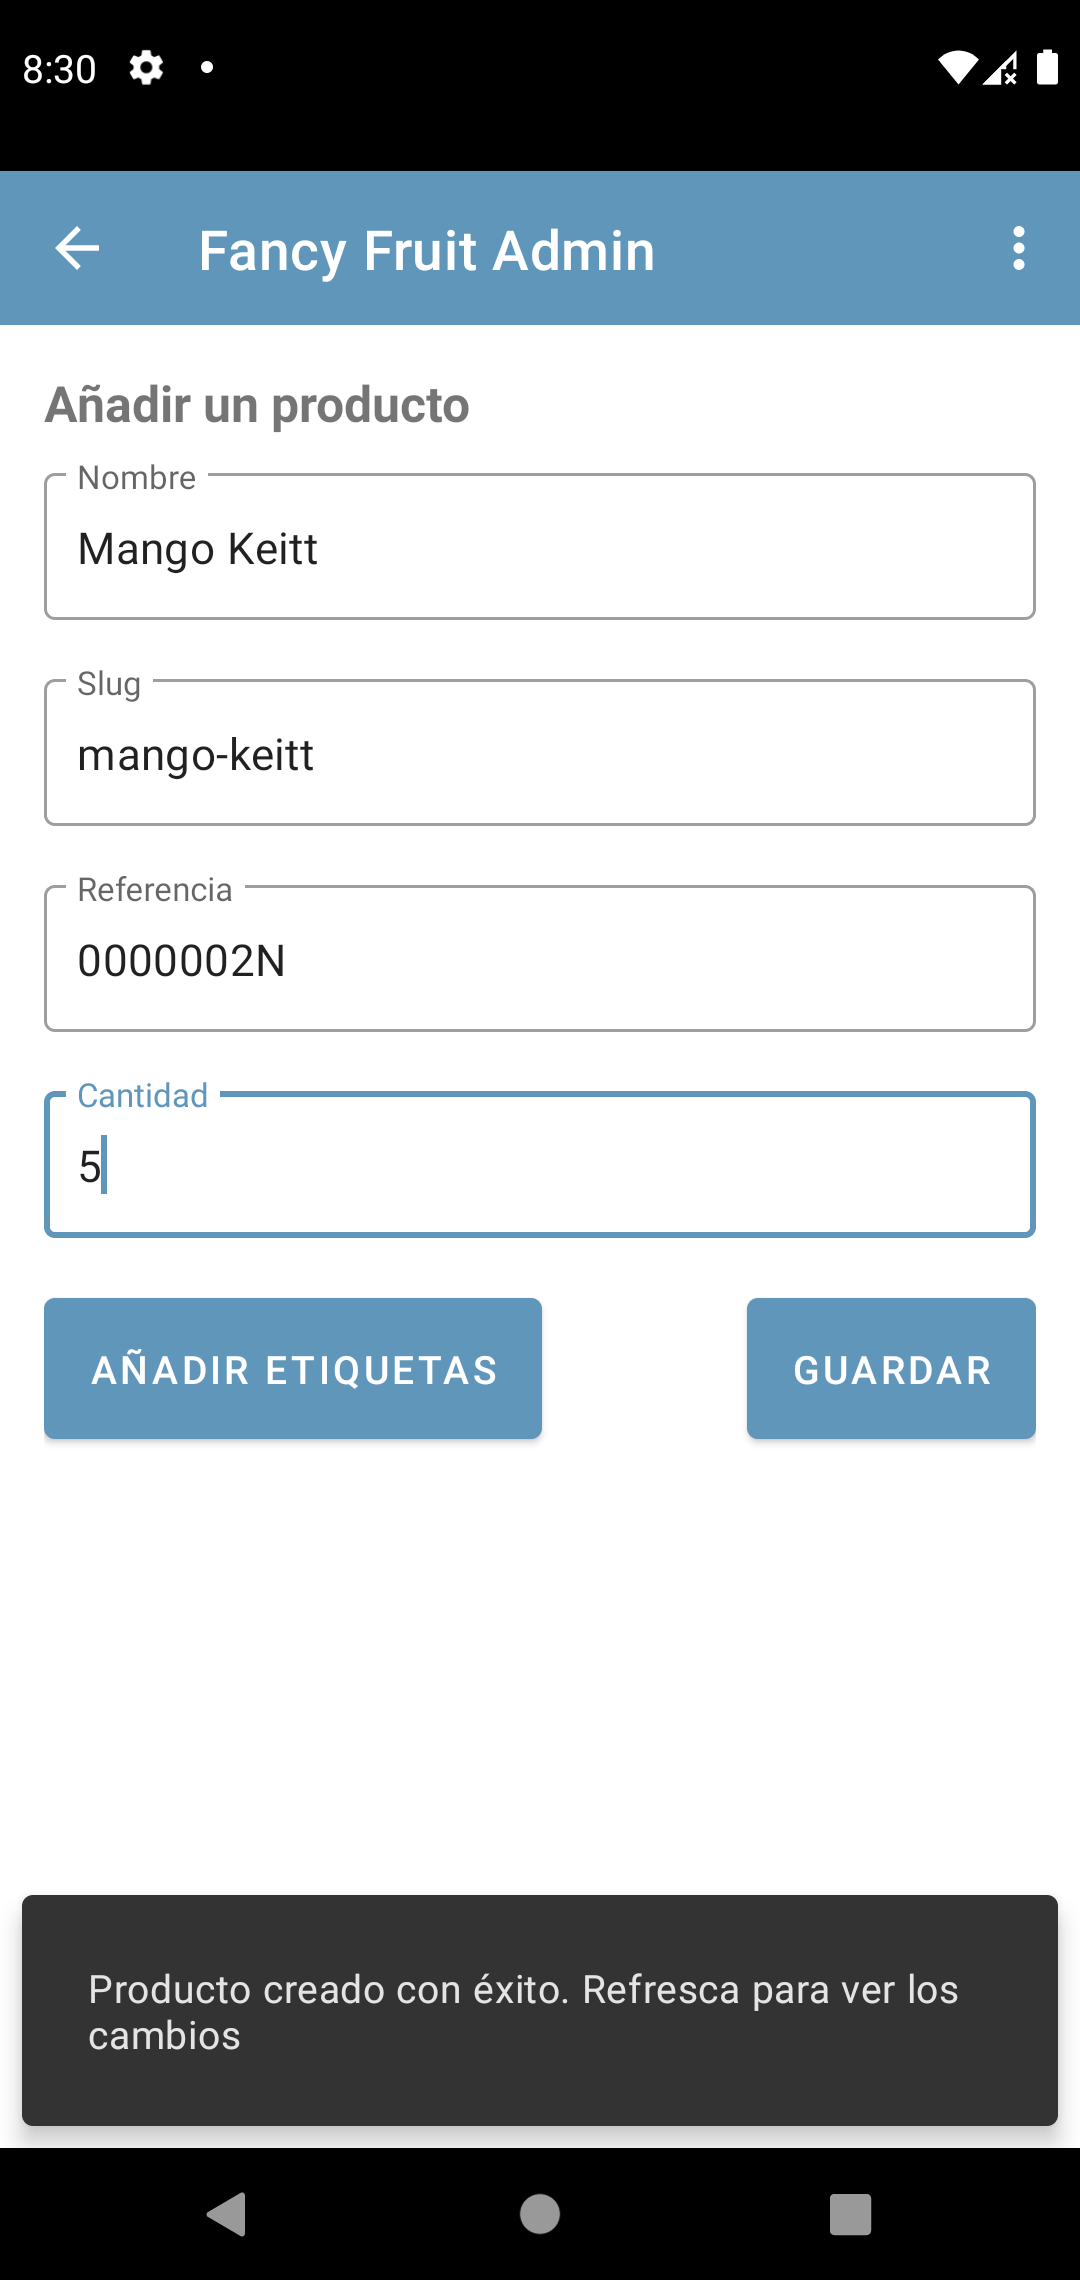 8:30
Fancy Fruit Admin
Añadir un producto
Nombre
Mango Keitt
Slug
mango-keitt
Referencia
0000002N
Cantidad
5
AÑADIR ETIQUETAS
GUARDAR
Producto creado con éxito. Refresca para ver los
cambios